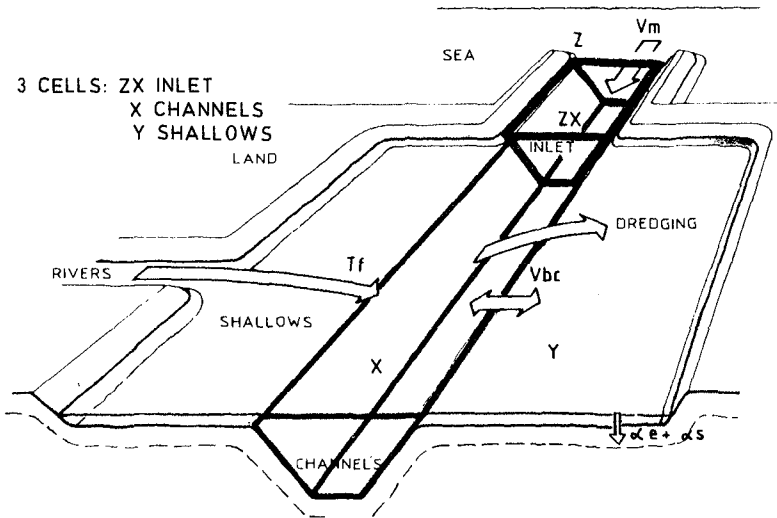 Vm
Z
SEA
3 CELLS: ZX INLET
X CHANNELS
Y SHALLOWS
LAND
ZX
INLET
DREDGING
RIVERS
Tf
Vbc
SHALLOWS
Y
X
αe + αs
CHANNELS